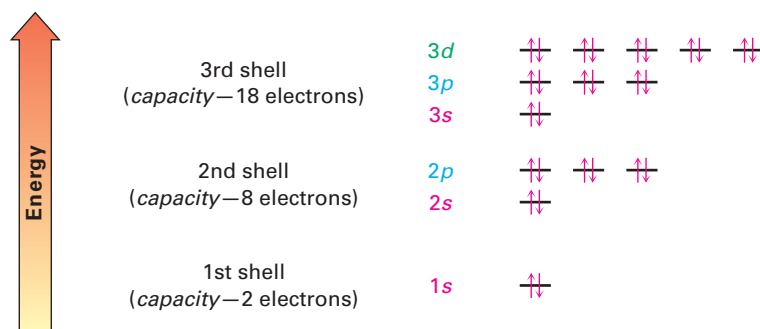 Energy
3rd shell
(capacity—18 electrons)
3d
3p
3s
2nd shell
(capacity—8 electrons)
2p
2s
1st shell
(capacity—2 electrons)
1s